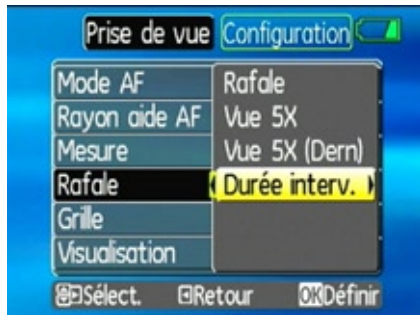 Prise de vue Configuration
Mode AF Rafale
Rayon aide AF Vue 5X
Mesure Vue 5X (Dern)
Rafale Durée interv.
Grille
Visualisation
Sélect. Retour OK Définir